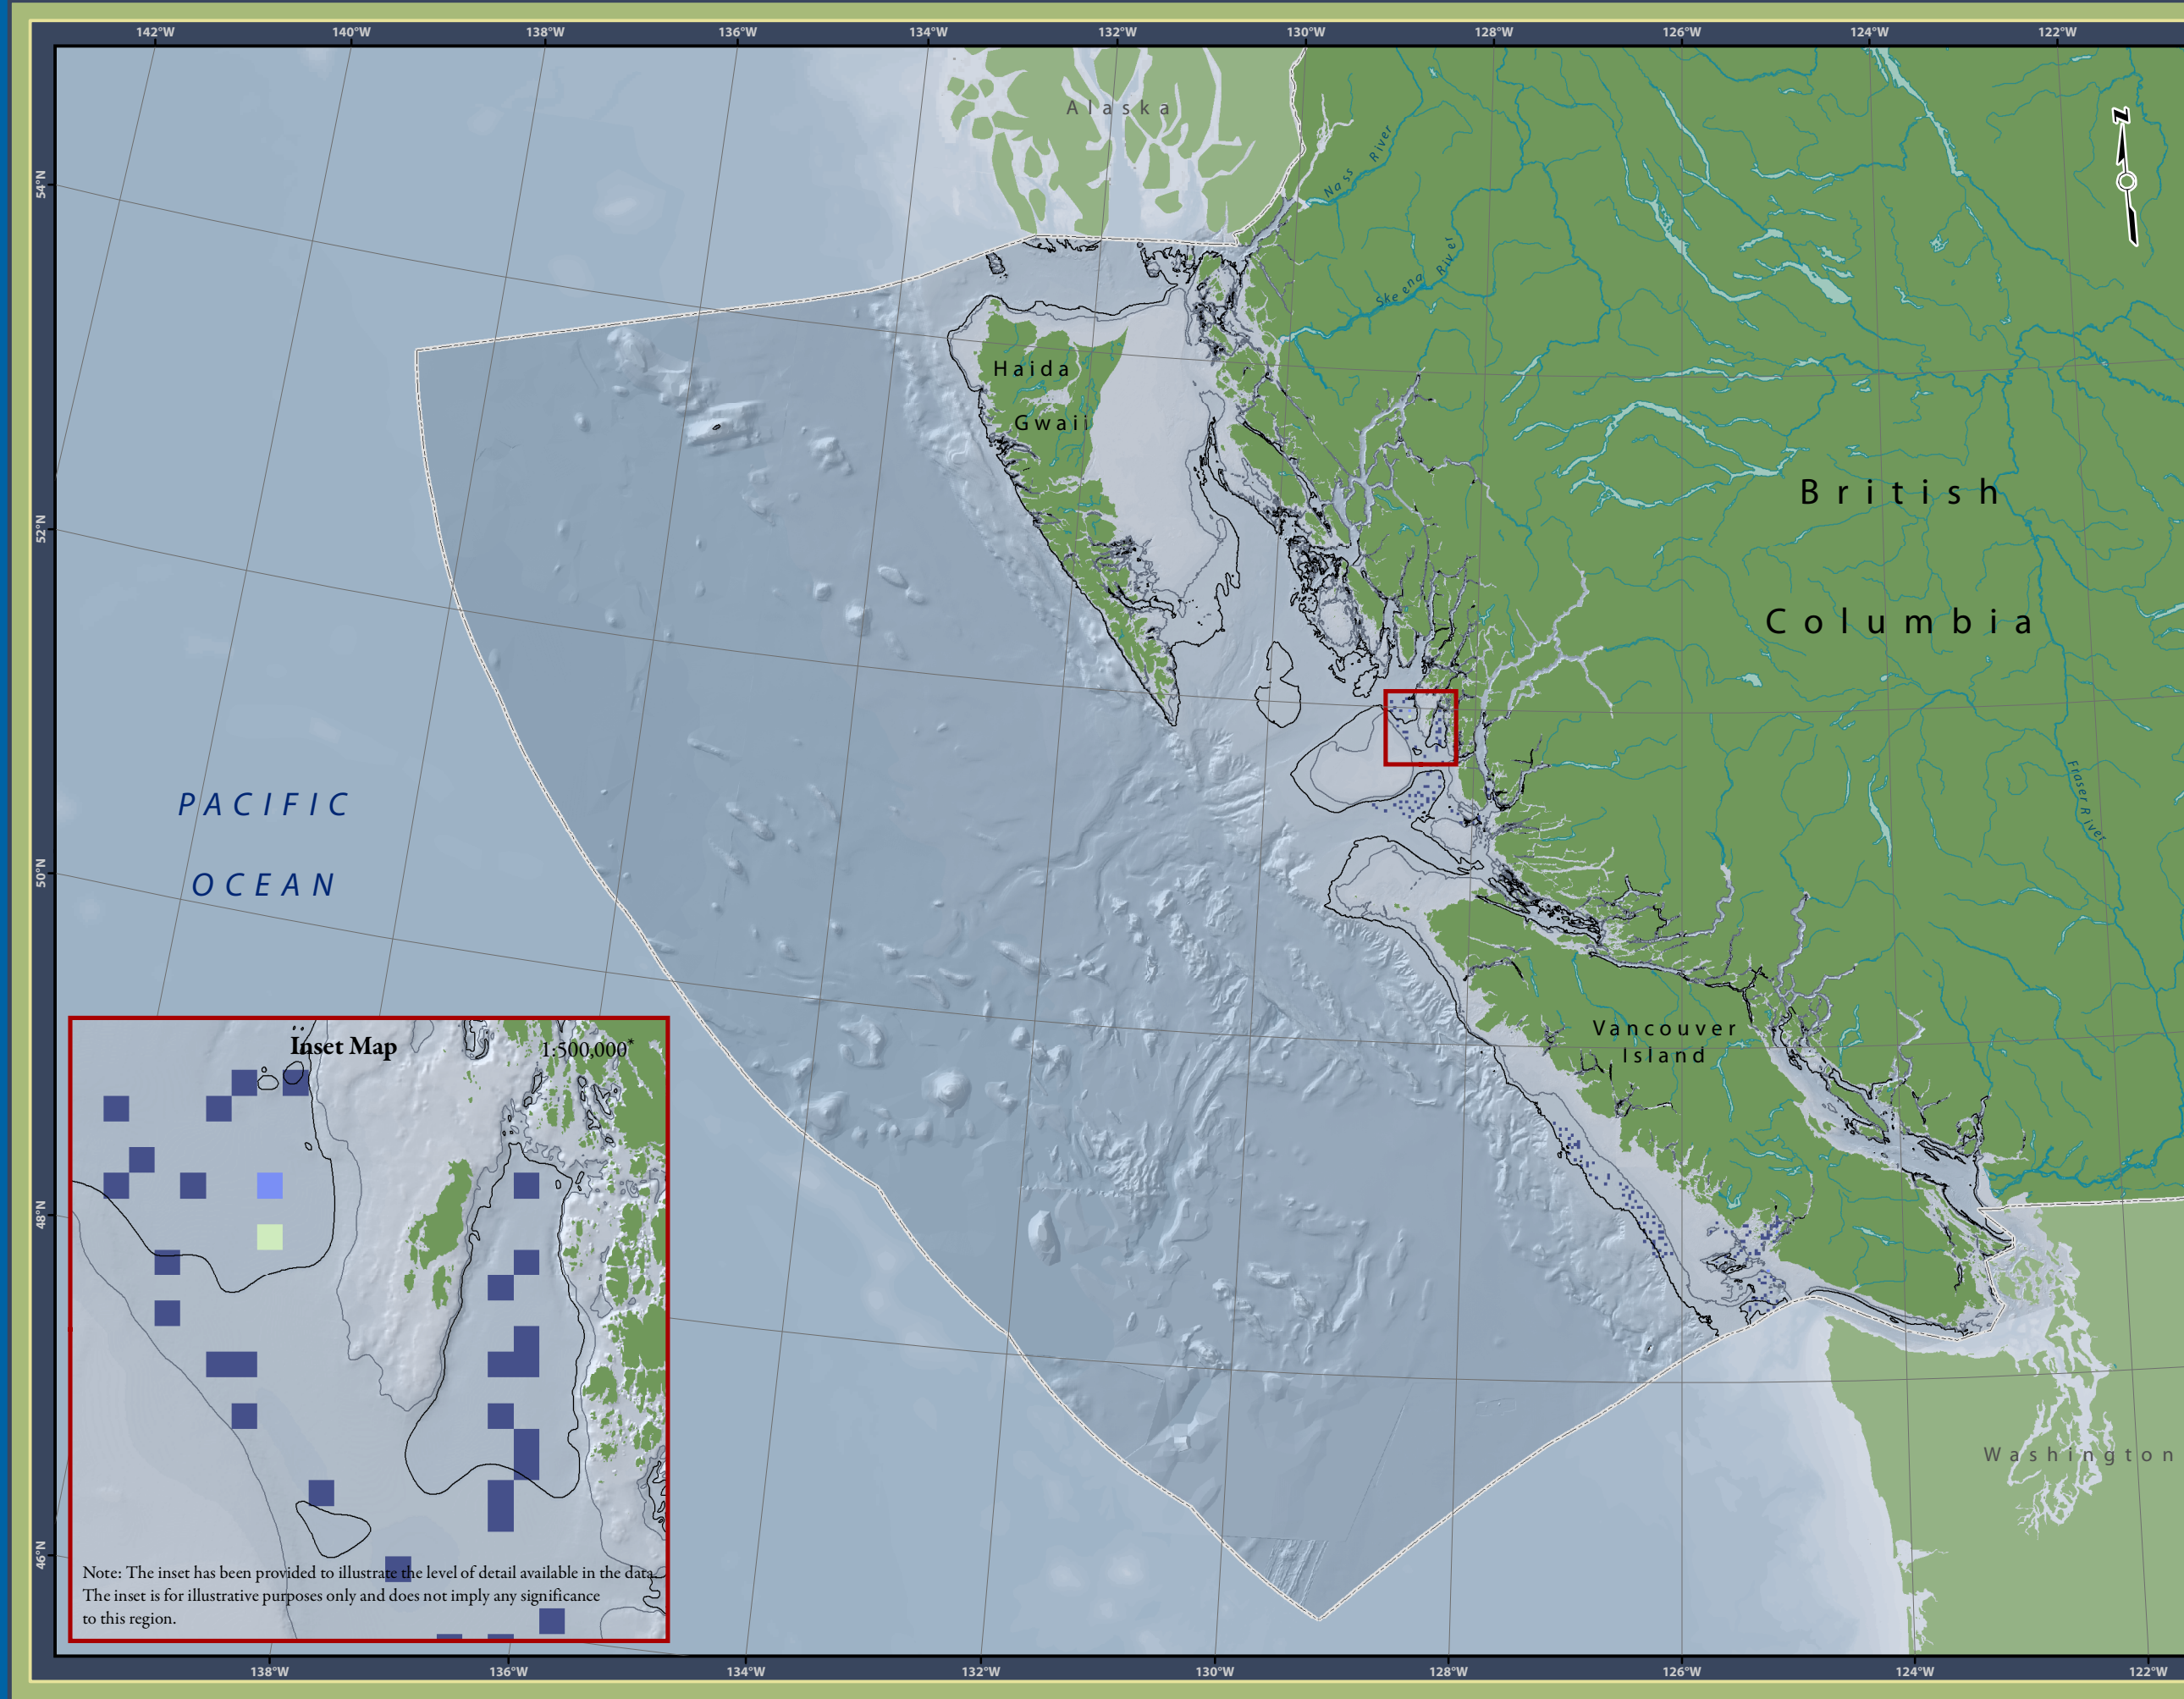 142°W 140°W 138°W 136°W 134°W 132°W 130°W 128°W 126°W 124°W 122°W
Alaska
N
54°N
Nass River
Skeena River
Haida
Gwaii
British
52°N
Columbia
PACIFIC
Fraser River
OCEAN
50°N
Vancouver
Island
Inset Map
1:500,000*
48°N
Washington
46°N
Note: The inset has been provided to illustrate the level of detail available in the data.
The inset is for illustrative purposes only and does not imply any significance
to this region.
138°W 136°W 134°W 132°W 130°W 128°W 126°W 124°W 122°W